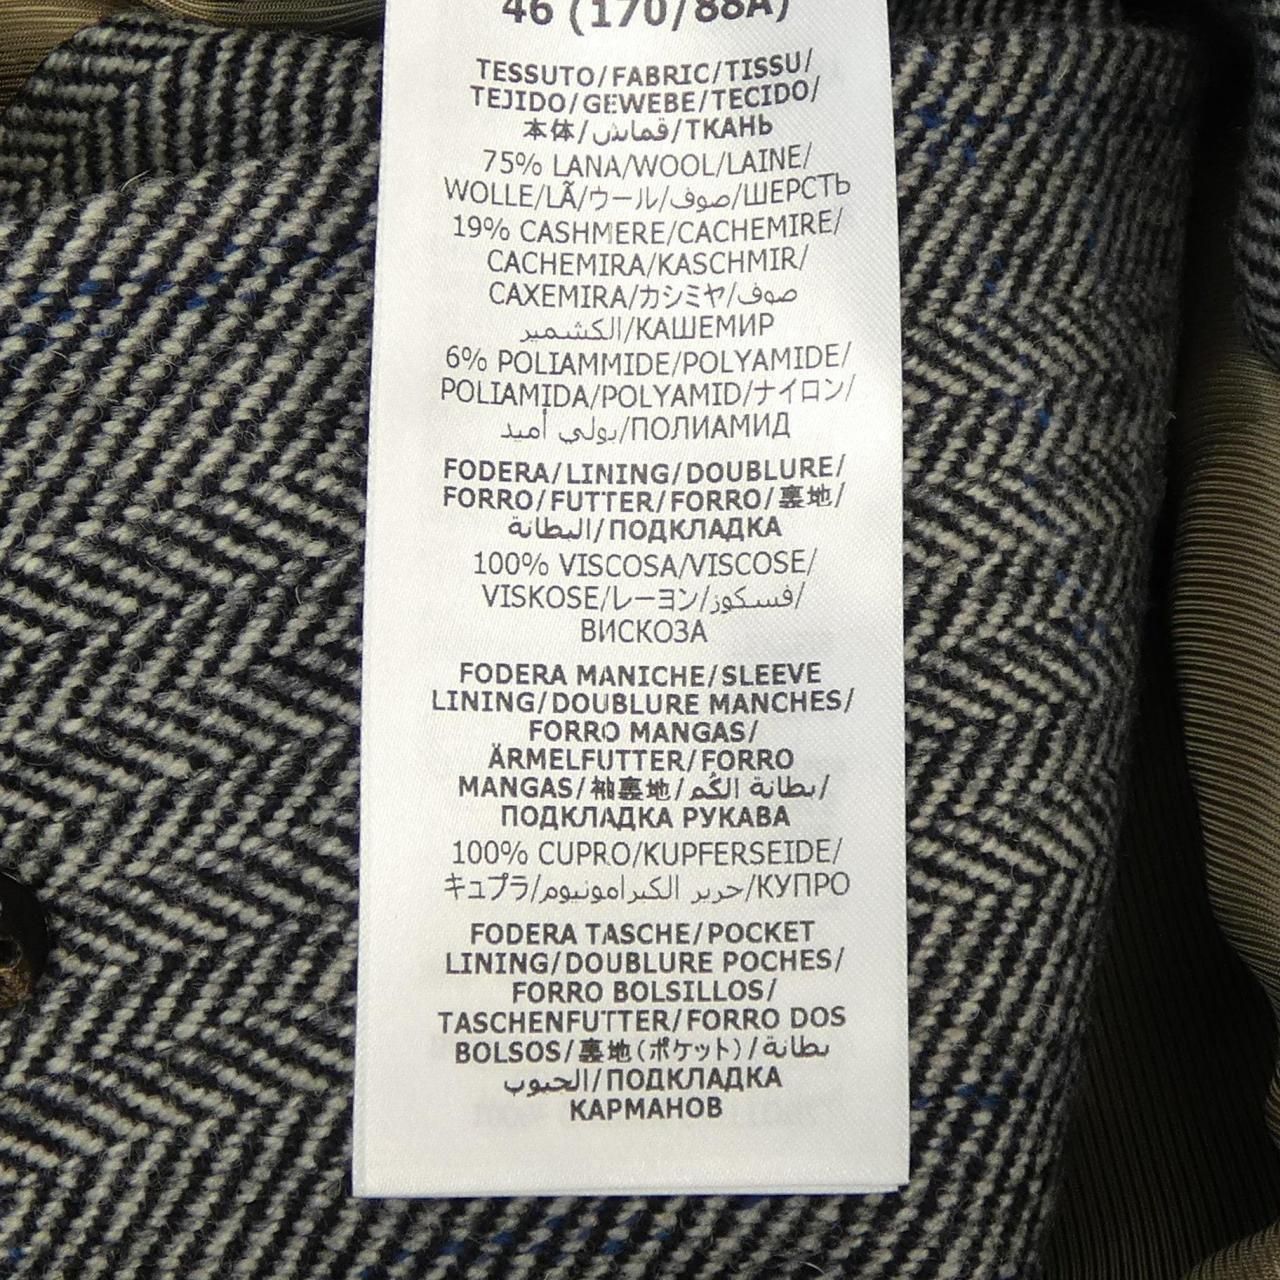 46 (170/88A)
TESSUTO/FABRIC/TISSU/
TEJIDO/GEWEBE/TECIDO/
本体/قماش/ТКАНЬ
75% LANA/WOOL/LAINE/
WOLLE/LÃ/ウール/صوف/ШЕРСТЬ
19% CASHMERE/CACHEMIRE/
CACHEMIRA/KASCHMIR/
CAXEMIRA/カシミヤ/صوف
الكشمير/КАШЕМИР
6% POLIAMMIDE/POLYAMIDE/
POLIAMIDA/POLYAMID/ナイロン/
بولي أميد/ПОЛИАМИД
FODERA/LINING/DOUBLURE/
FORRO/FUTTER/FORRO/裏地/
البطانة/ПОДКЛАДКА
100% VISCOSA/VISCOSE/
VISKOSE/レーヨン/فسكوز/
ВИСКОЗА
FODERA MANICHE/SLEEVE
LINING/DOUBLURE MANCHES/
FORRO MANGAS/
ÄRMELFUTTER/FORRO
MANGAS/袖裏地/بطانة الكُم/
ПОДКЛАДКА РУКАВА
100% CUPRO/KUPFERSEIDE/
キュプラ/حرير الكبرامونيوم/КУПРО
FODERA TASCHE/POCKET
LINING/DOUBLURE POCHES/
FORRO BOLSILLOS/
TASCHENFUTTER/FORRO DOS
BOLSOS/裏地(ポケット)/بطانة
الجيوب/ПОДКЛАДКА
КАРМАНОВ